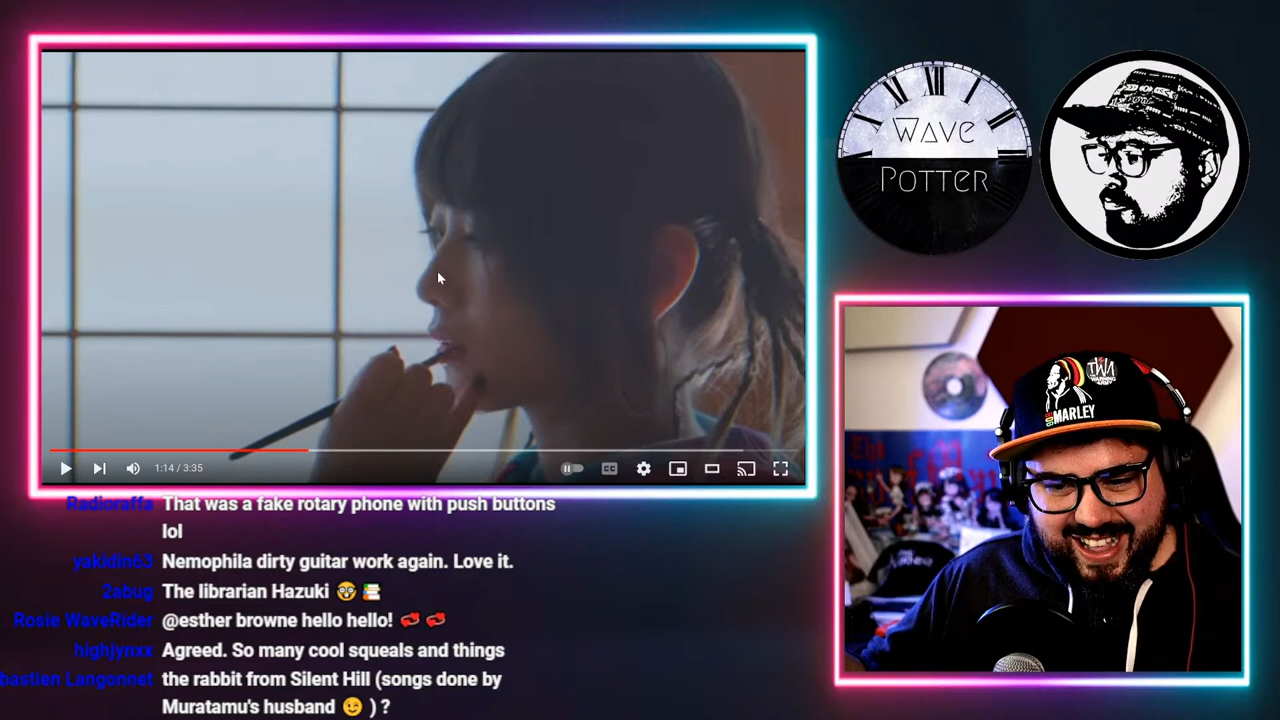 WAVE
POTTER
1:14 / 3:35
CC
BOB
MARLEY
Radioraffa That was a fake rotary phone with push buttons
lol
yakidin63 Nemophila dirty guitar work again. Love it.
2abug The librarian Hazuki 🤓 📚
Rosie WaveRider @esther browne hello hello!
highjynxx Agreed. So many cool squeals and things
bastien Langonnet the rabbit from Silent Hill (songs done by
Muratamu's husband 😉 ) ?